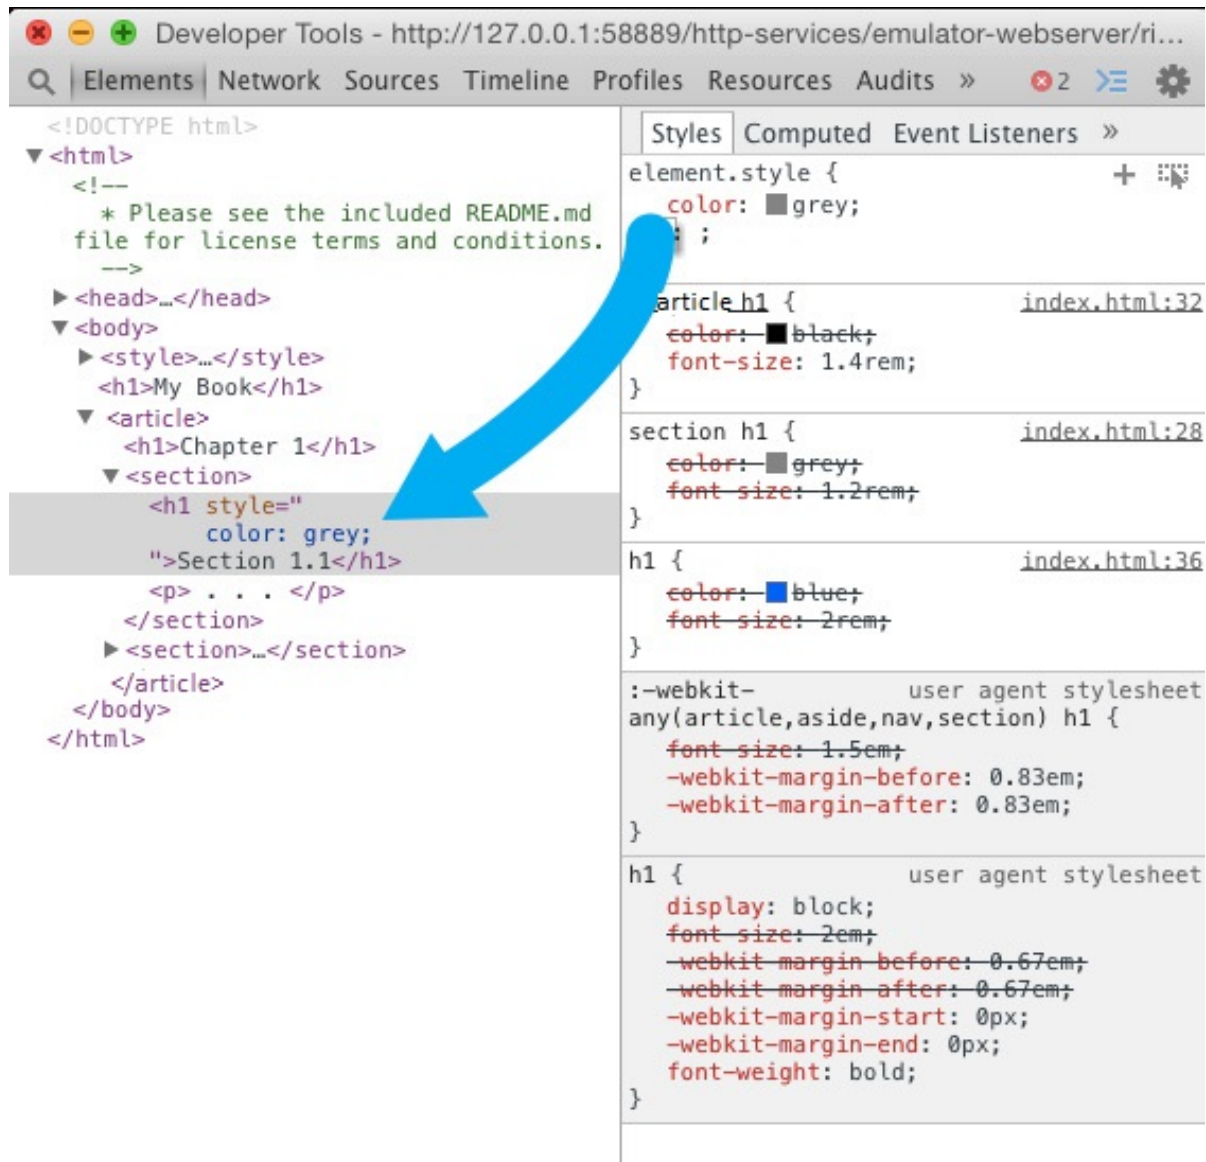 Developer Tools - http://127.0.0.1:58889/http-services/emulator-webserver/ri...
Elements Network Sources Timeline Profiles Resources Audits » 2
<!DOCTYPE html>
▼<html>
<!--
* Please see the included README.md
file for license terms and conditions.
-->
▶<head>…</head>
▼<body>
▶<style>…</style>
<h1>My Book</h1>
▼<article>
<h1>Chapter 1</h1>
▼<section>
<h1 style="
color: grey;
">Section 1.1</h1>
<p> . . . </p>
</section>
▶<section>…</section>
</article>
</body>
</html>
Styles Computed Event Listeners »
element.style {
color: grey;
: ;
article h1 { index.html:32
color: black;
font-size: 1.4rem;
}
section h1 { index.html:28
color: grey;
font-size: 1.2rem;
}
h1 { index.html:36
color: blue;
font-size: 2rem;
}
:-webkit- user agent stylesheet
any(article,aside,nav,section) h1 {
font-size: 1.5em;
-webkit-margin-before: 0.83em;
-webkit-margin-after: 0.83em;
}
h1 { user agent stylesheet
display: block;
font-size: 2em;
-webkit-margin-before: 0.67em;
-webkit-margin-after: 0.67em;
-webkit-margin-start: 0px;
-webkit-margin-end: 0px;
font-weight: bold;
}